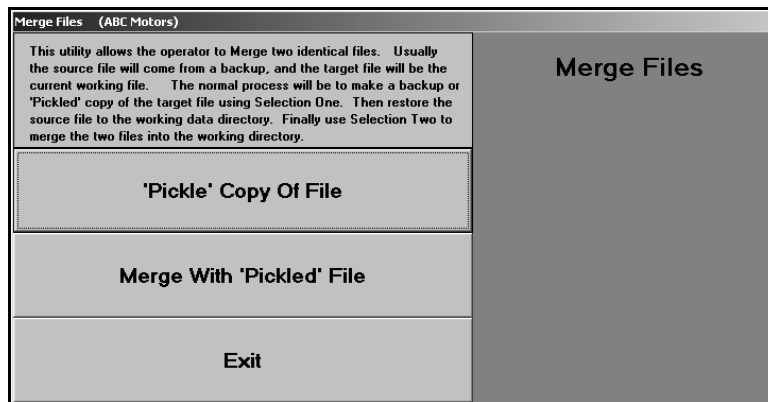 Merge Files (ABC Motors)
This utility allows the operator to Merge two identical files. Usually
the source file will come from a backup, and the target file will be the
current working file. The normal process will be to make a backup or
'Pickled' copy of the target file using Selection One. Then restore the
source file to the working data directory. Finally use Selection Two to
merge the two files into the working directory.
Merge Files
'Pickle' Copy Of File
Merge With 'Pickled' File
Exit